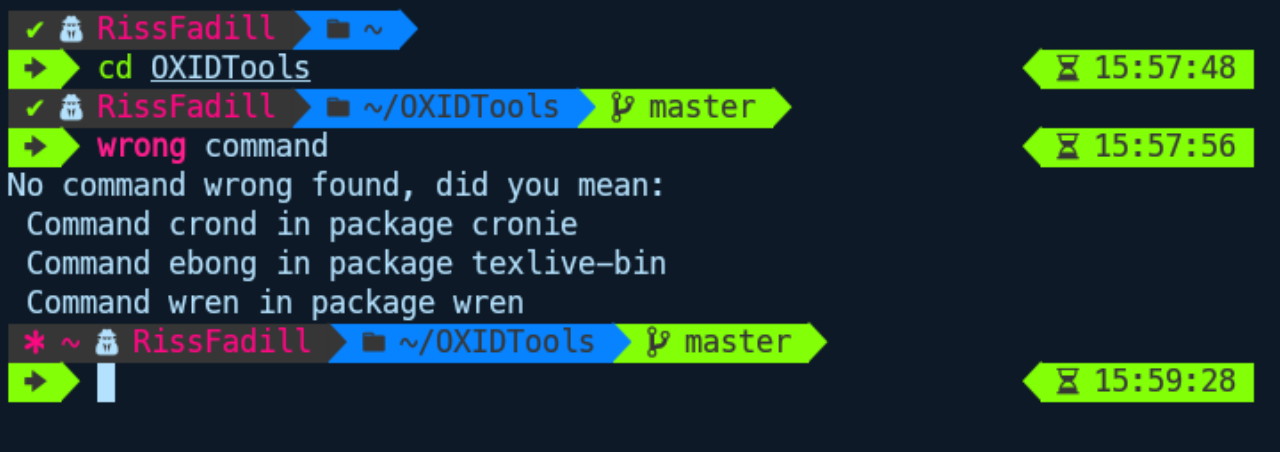 ✔ RissFadill ~
➜ cd OXIDTools 15:57:48
✔ RissFadill ~/OXIDTools master
➜ wrong command 15:57:56
No command wrong found, did you mean:
 Command crond in package cronie
 Command ebong in package texlive-bin
 Command wren in package wren
✱ ~ RissFadill ~/OXIDTools master
➜ 15:59:28